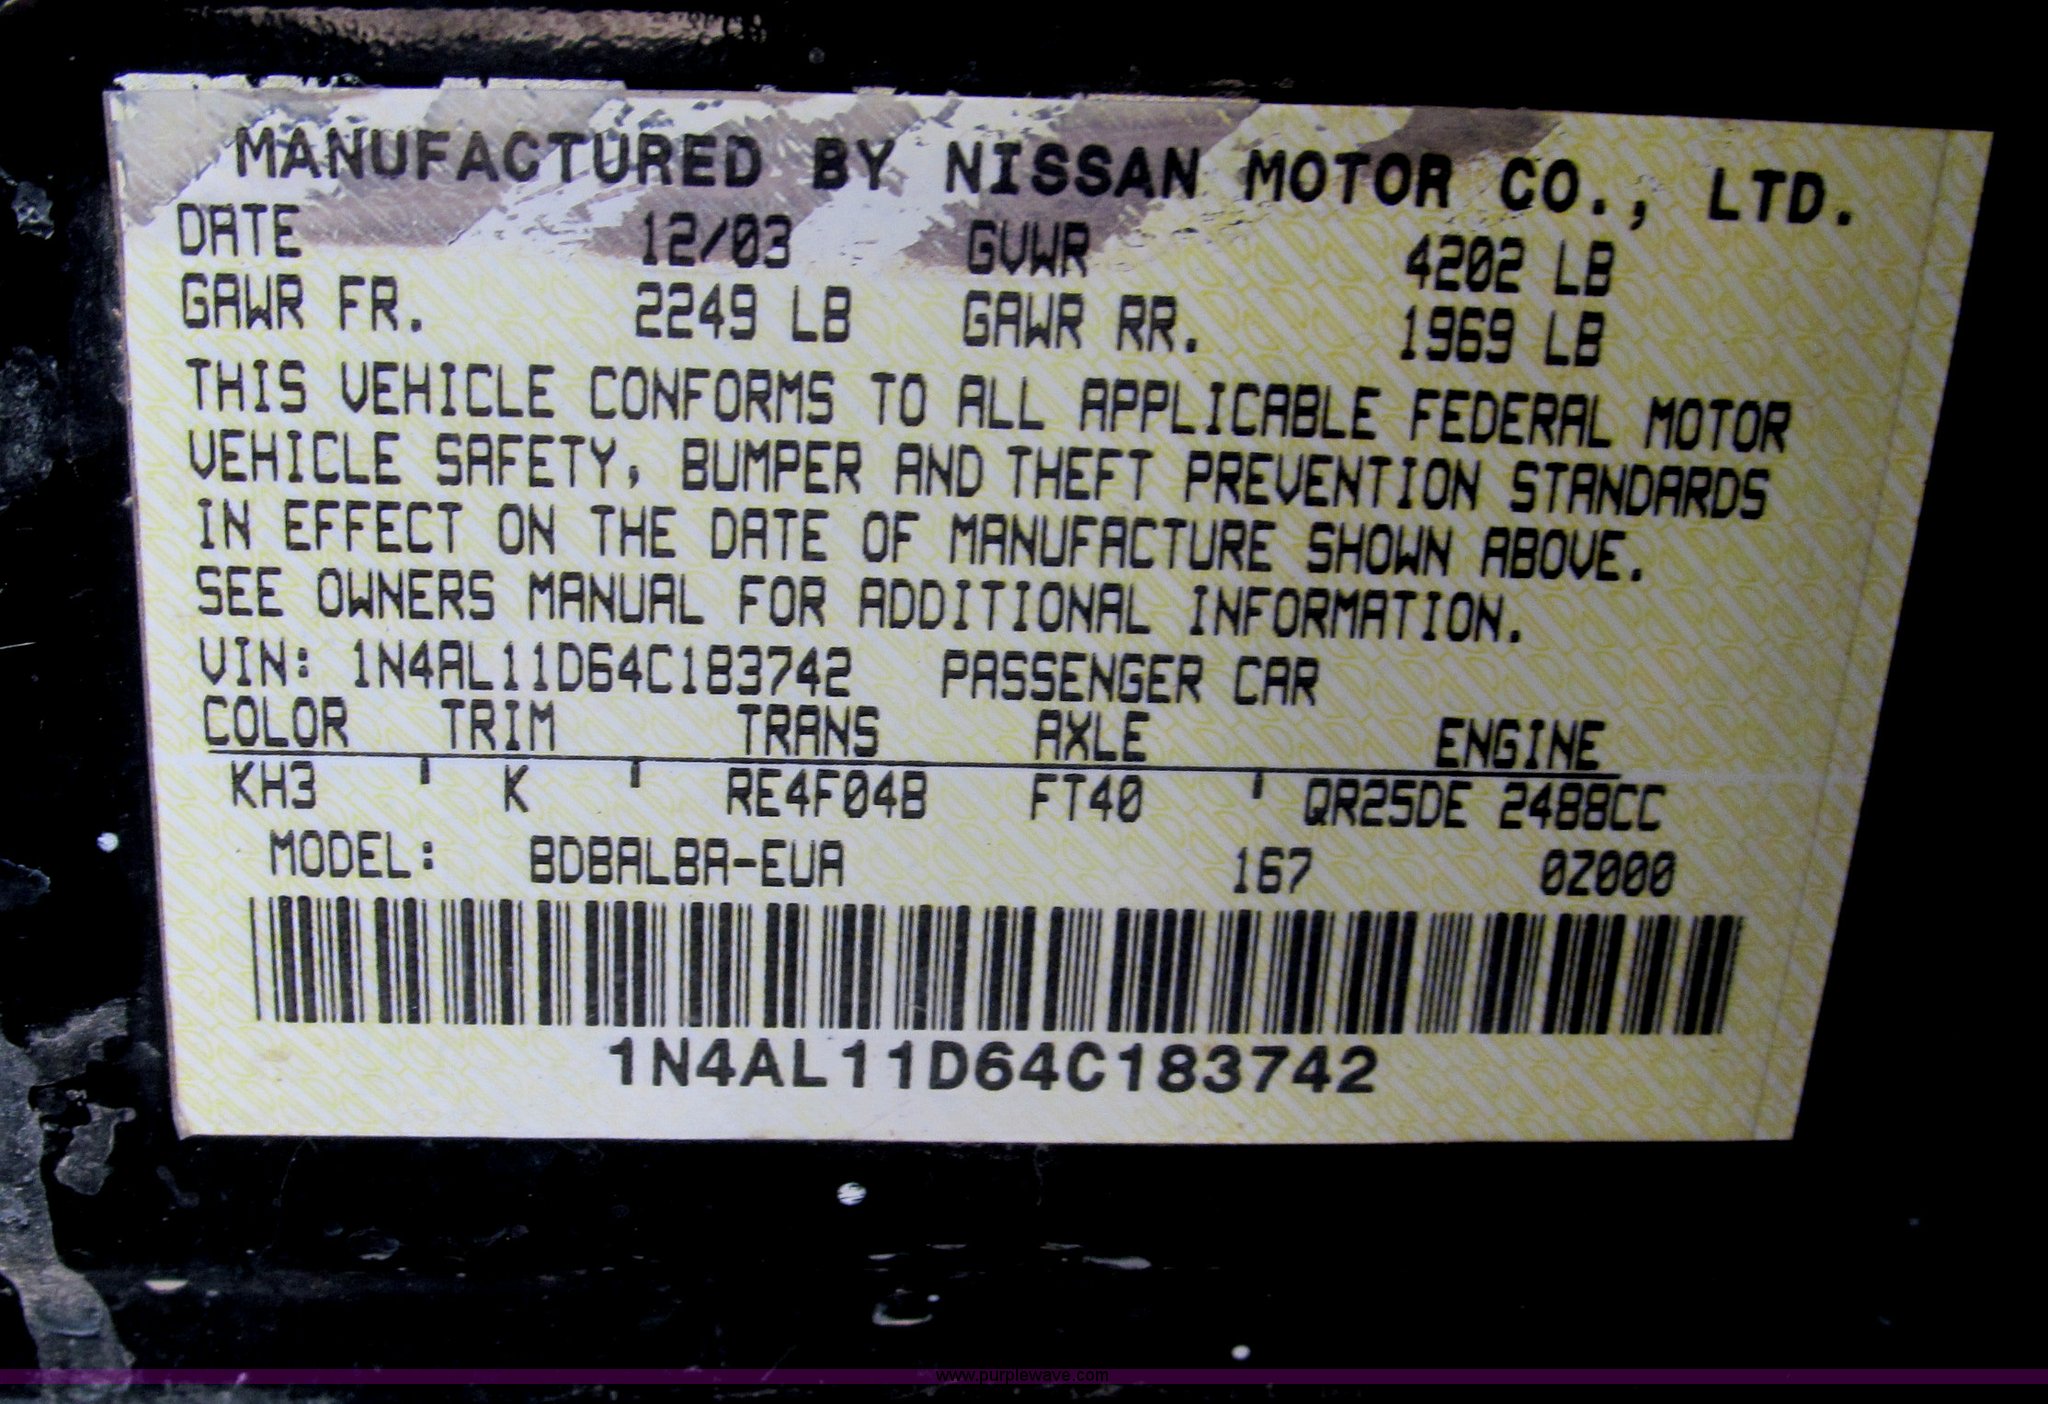 MANUFACTURED BY NISSAN MOTOR CO., LTD.
DATE 12/03 GVWR 4202 LB
GAWR FR. 2249 LB GAWR RR. 1969 LB
THIS VEHICLE CONFORMS TO ALL APPLICABLE FEDERAL MOTOR
VEHICLE SAFETY, BUMPER AND THEFT PREVENTION STANDARDS
IN EFFECT ON THE DATE OF MANUFACTURE SHOWN ABOVE.
SEE OWNERS MANUAL FOR ADDITIONAL INFORMATION.
VIN: 1N4AL11D64C183742 PASSENGER CAR
COLOR TRIM TRANS AXLE ENGINE
KH3 ' K ' RE4F04B FT40 ' QR25DE 2488CC
MODEL: BDBALBA-EUA 167 0Z000
1N4AL11D64C183742
www.purplewave.com